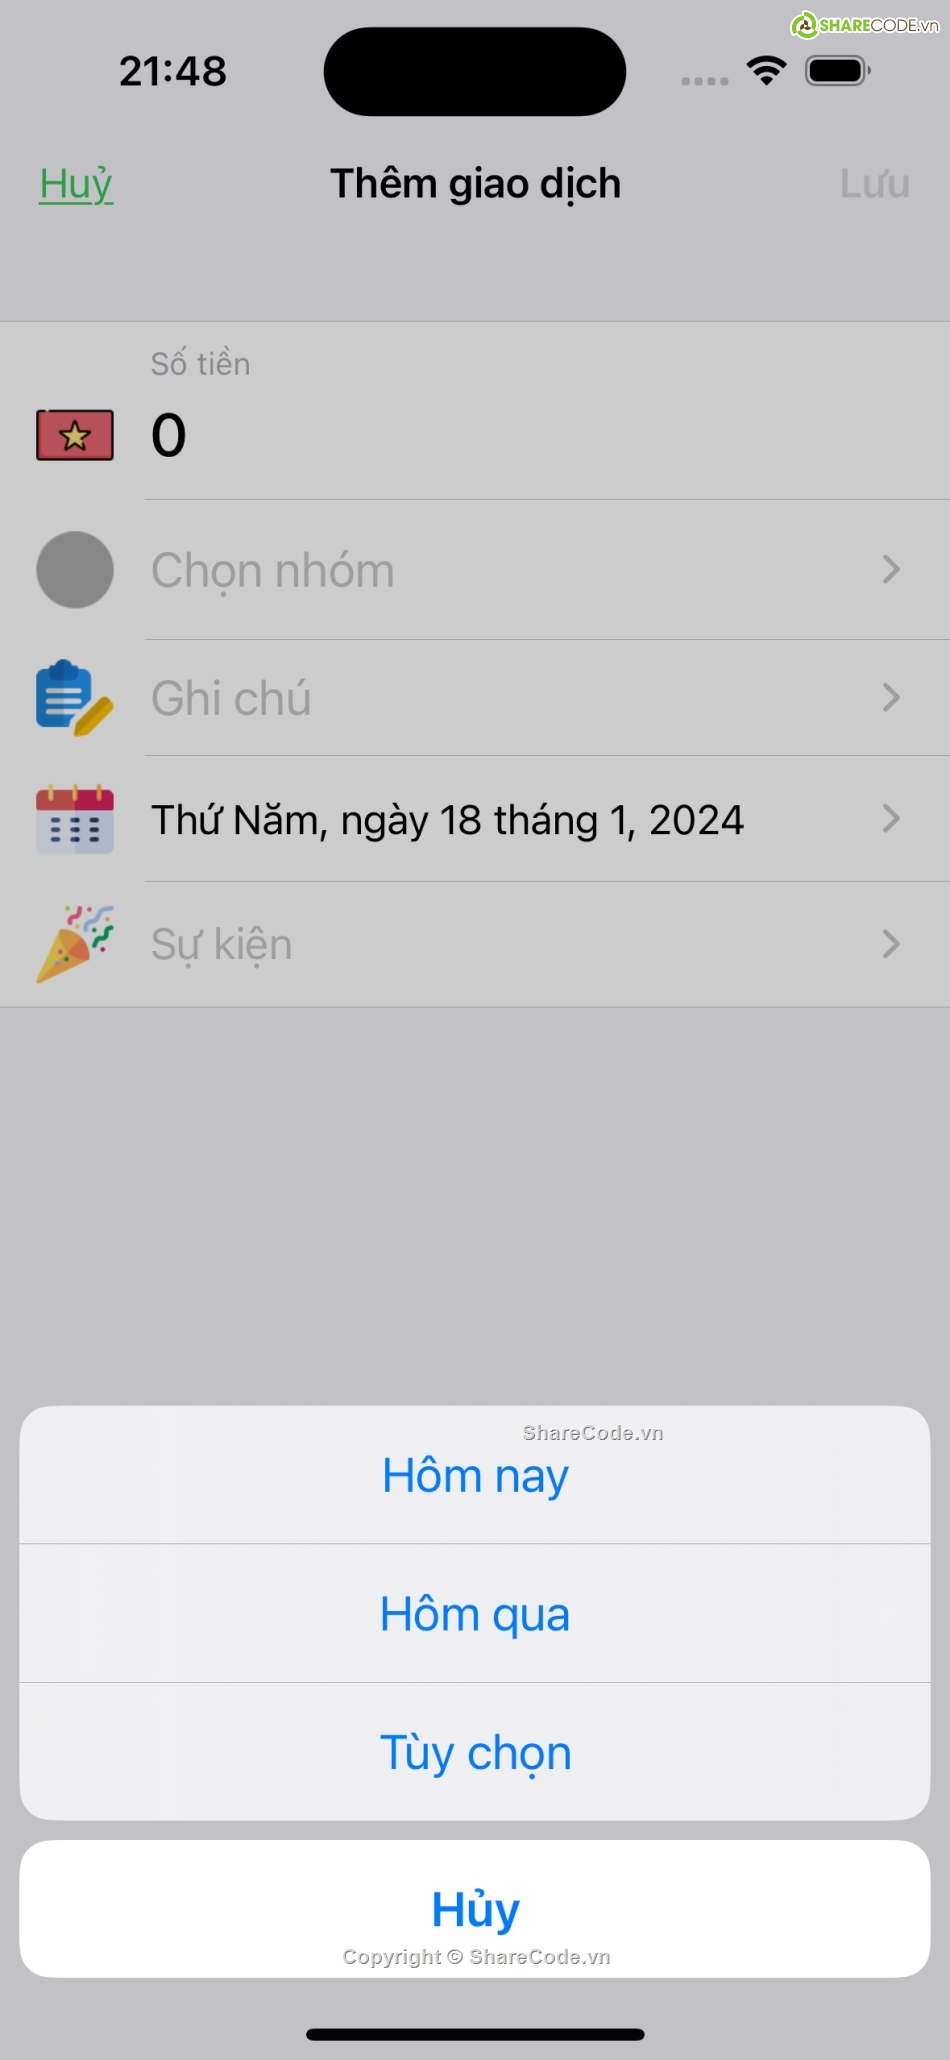 SHARECODE.vn
21:48
Huỷ
Thêm giao dịch
Lưu
Số tiền
0
Chọn nhóm
Ghi chú
Thứ Năm, ngày 18 tháng 1, 2024
Sự kiện
ShareCode.vn
Hôm nay
Hôm qua
Tùy chọn
Hủy
Copyright © ShareCode.vn